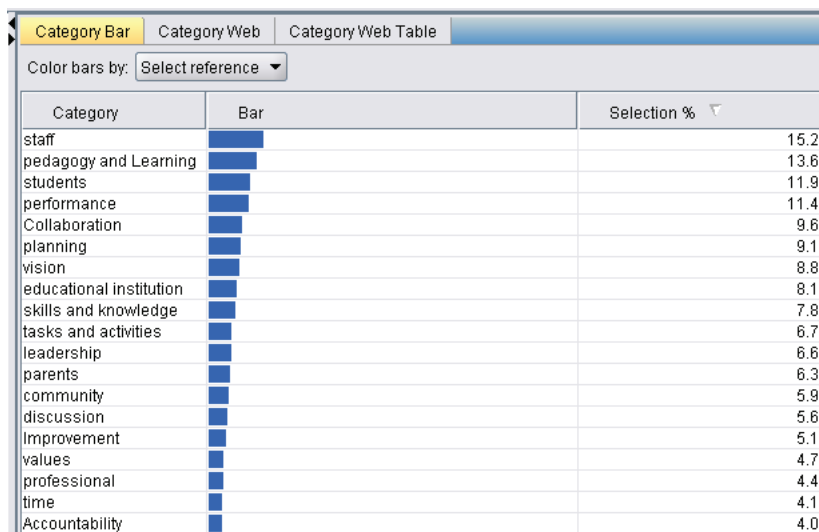 Category Bar Category Web Category Web Table
Color bars by: Select reference
Category Bar Selection %
staff 15.2
pedagogy and Learning 13.6
students 11.9
performance 11.4
Collaboration 9.6
planning 9.1
vision 8.8
educational institution 8.1
skills and knowledge 7.8
tasks and activities 6.7
leadership 6.6
parents 6.3
community 5.9
discussion 5.6
Improvement 5.1
values 4.7
professional 4.4
time 4.1
Accountability 4.0